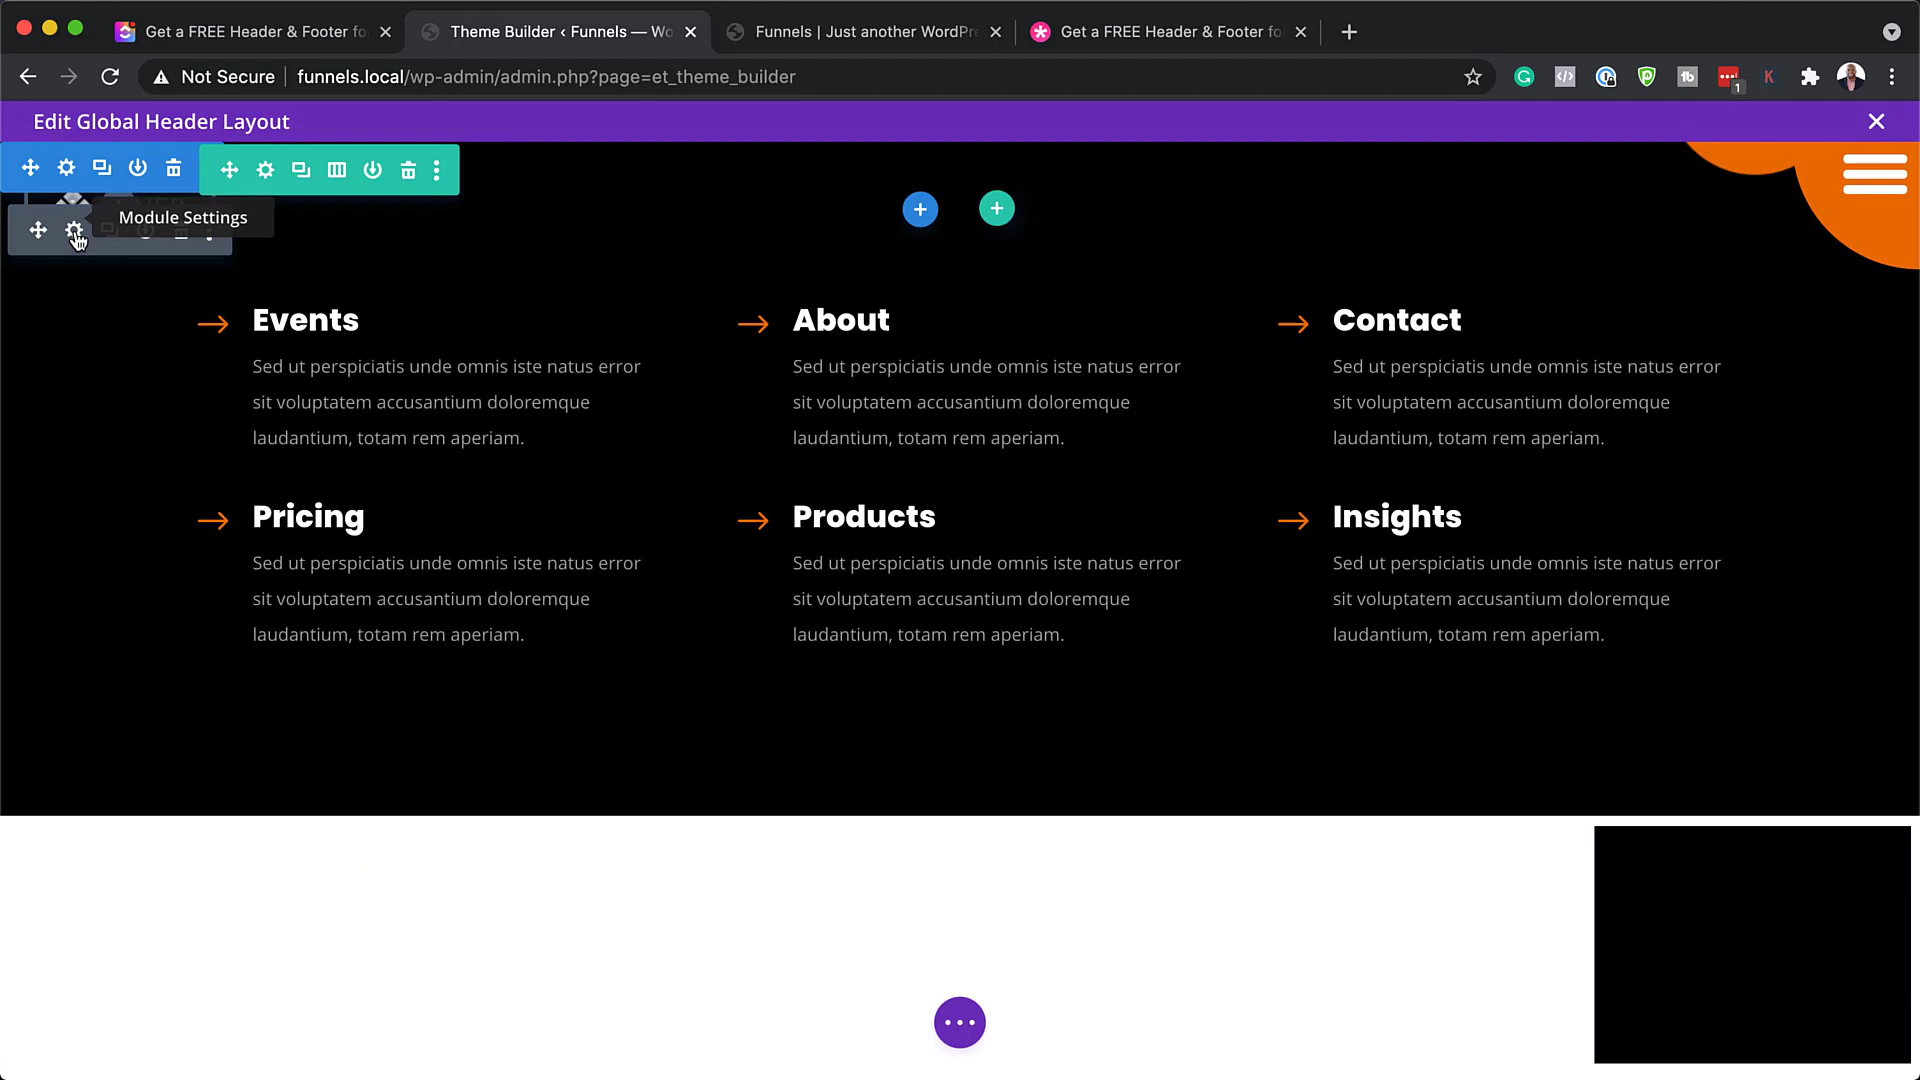 Get a FREE Header & Footer fo
Theme Builder ‹ Funnels — Wo
Funnels | Just another WordPre
Get a FREE Header & Footer fo
Not Secure
funnels.local/wp-admin/admin.php?page=et_theme_builder
1
Edit Global Header Layout
Module Settings
Events
Sed ut perspiciatis unde omnis iste natus error
sit voluptatem accusantium doloremque
laudantium, totam rem aperiam.
About
Sed ut perspiciatis unde omnis iste natus error
sit voluptatem accusantium doloremque
laudantium, totam rem aperiam.
Contact
Sed ut perspiciatis unde omnis iste natus error
sit voluptatem accusantium doloremque
laudantium, totam rem aperiam.
Pricing
Sed ut perspiciatis unde omnis iste natus error
sit voluptatem accusantium doloremque
laudantium, totam rem aperiam.
Products
Sed ut perspiciatis unde omnis iste natus error
sit voluptatem accusantium doloremque
laudantium, totam rem aperiam.
Insights
Sed ut perspiciatis unde omnis iste natus error
sit voluptatem accusantium doloremque
laudantium, totam rem aperiam.